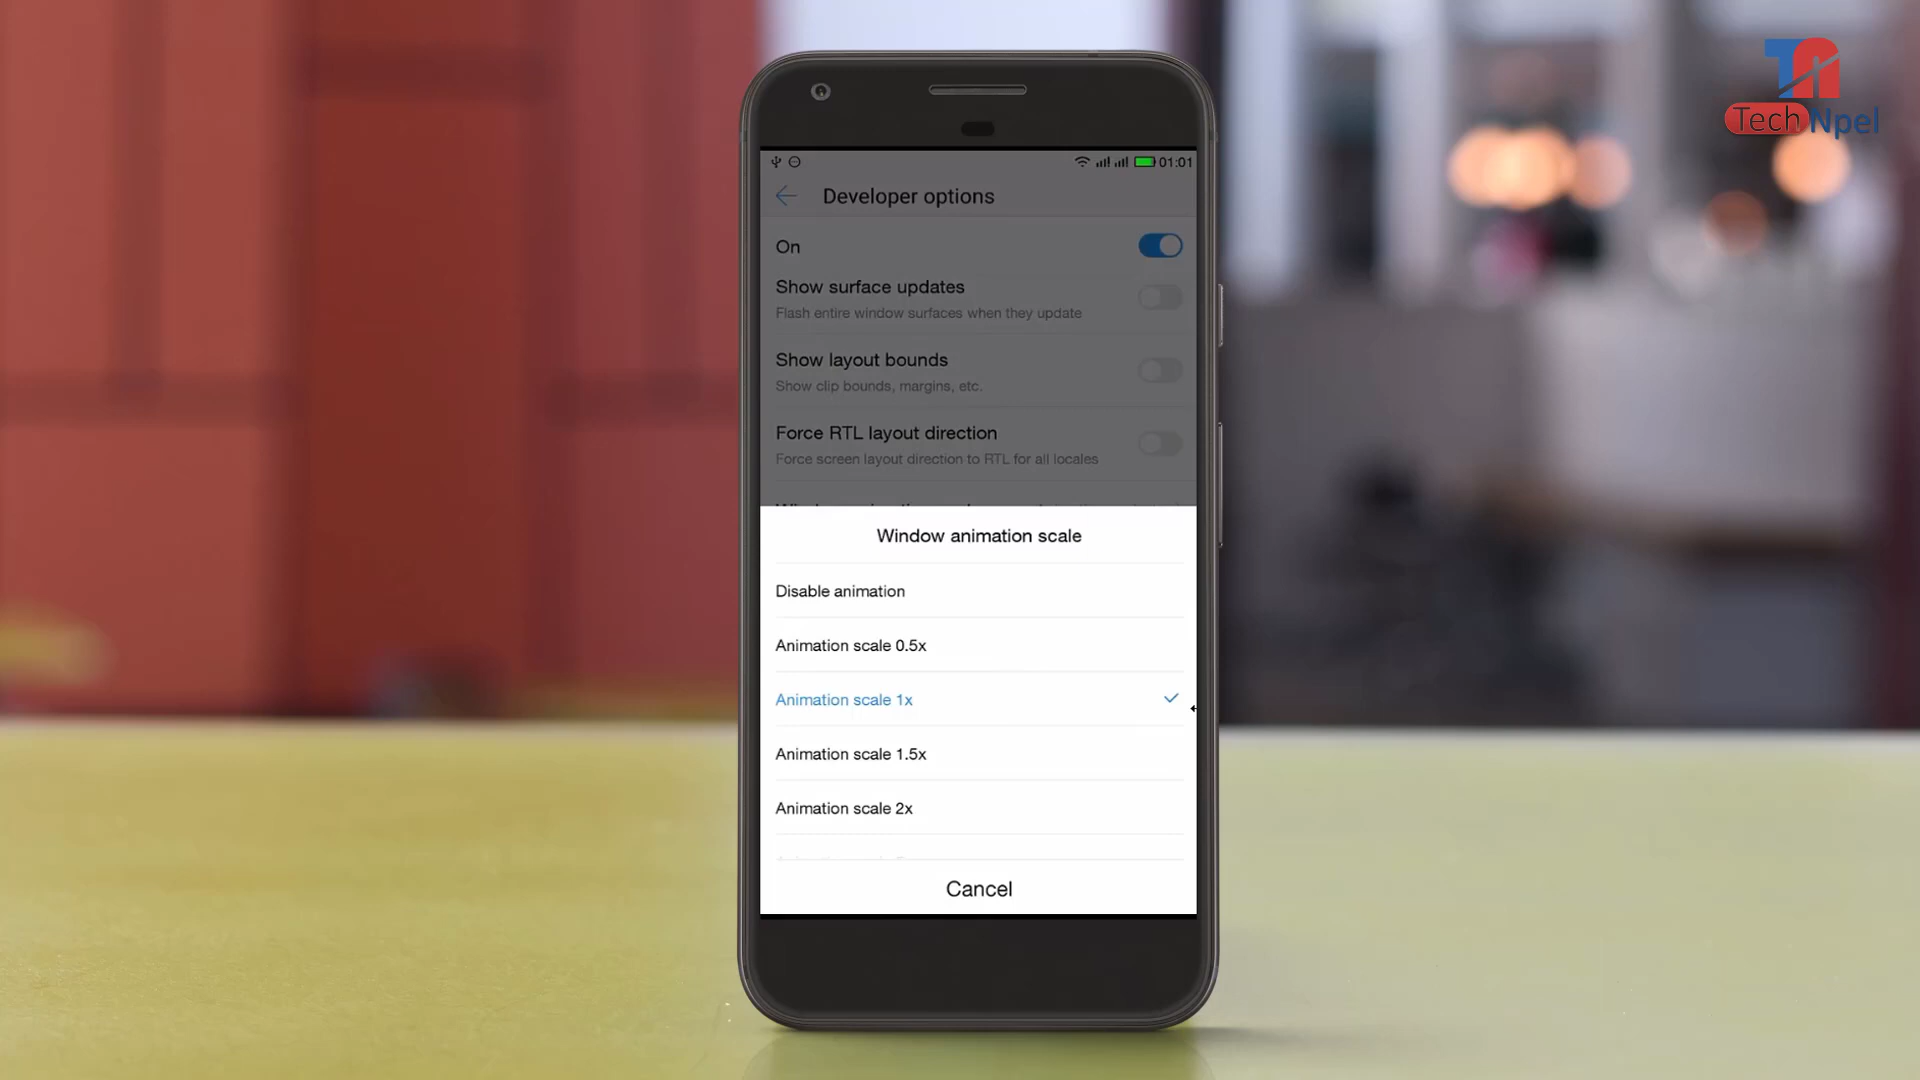 Tech Npel
01:01
Developer options
On
Show surface updates
Flash entire window surfaces when they update
Show layout bounds
Show clip bounds, margins, etc.
Force RTL layout direction
Force screen layout direction to RTL for all locales
Window animation scale
Disable animation
Animation scale 0.5x
Animation scale 1x
Animation scale 1.5x
Animation scale 2x
Cancel